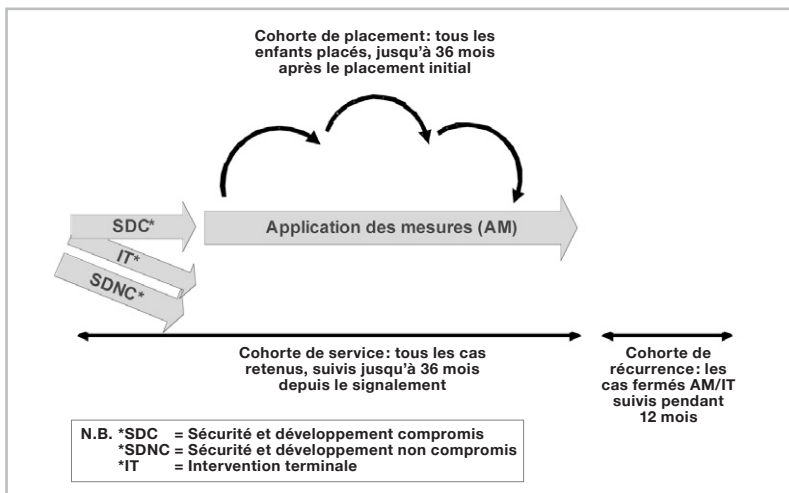 Cohorte de placement: tous les
enfants placés, jusqu'à 36 mois
après le placement initial
SDC*
Application des mesures (AM)
IT*
SDNC*
Cohorte de service: tous les cas
retenus, suivis jusqu'à 36 mois
depuis le signalement
Cohorte de
récurrence: les
cas fermés AM/IT
suivis pendant
12 mois
N.B. *SDC = Sécurité et développement compromis
*SDNC = Sécurité et développement non compromis
*IT = Intervention terminale